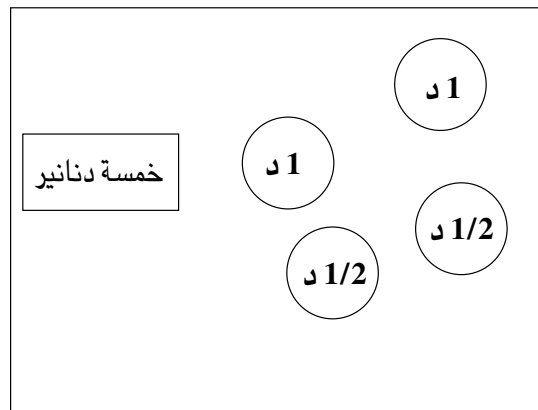 1 د
1 د
خمسة دنانير
1/2 د
1/2 د